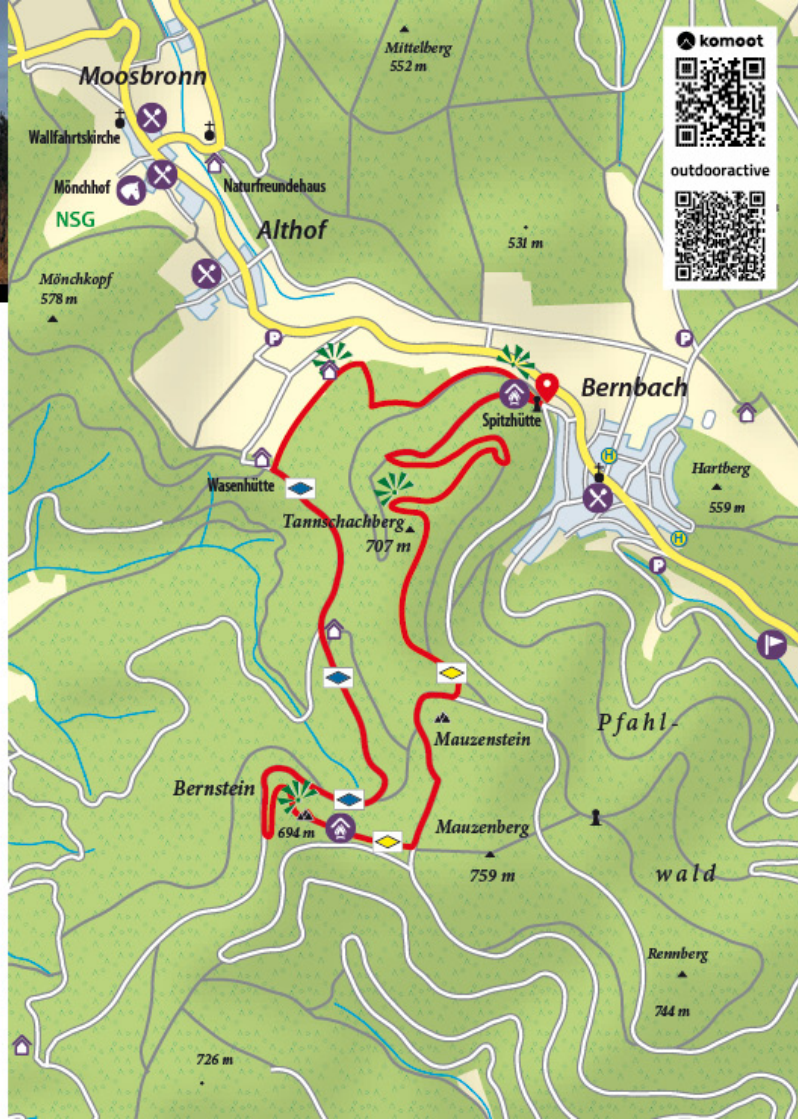 komoot
outdooractive
Mittelberg
552 m
Moosbronn
Wallfahrtskirche
Mönchhof
NSG
Naturfreundehaus
Althof
531 m
Mönchkopf
578 m
P
P
Bernbach
Spitzhütte
H
Hartberg
559 m
Wasenhütte
Tannschachberg
707 m
H
P
Pfahl-
Mauzenstein
Bernstein
694 m
Mauzenberg
759 m
wald
Rennberg
744 m
726 m